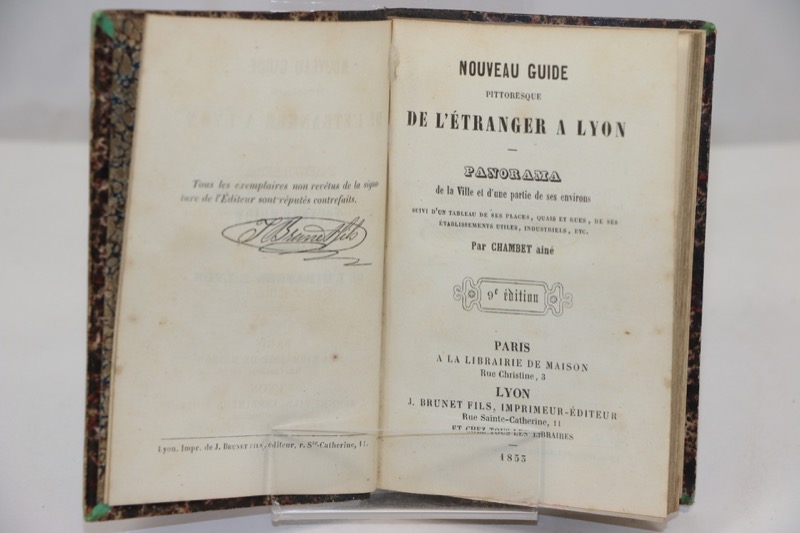 Tous les exemplaires non revêtus de la signa
ture de l'Éditeur sont réputés contrefaits.
J Brunet fils
Lyon. Impr. de J. BRUNET FILS, éditeur, r. Ste-Catherine, 11.
NOUVEAU GUIDE
PITTORESQUE
DE L'ÉTRANGER A LYON
PANORAMA
de la Ville et d'une partie de ses environs
SUIVI D'UN TABLEAU DE SES PLACES, QUAIS ET RUES, DE SES
ÉTABLISSEMENTS UTILES, INDUSTRIELS, ETC.
Par CHAMBET aîné
9e édition
PARIS
A LA LIBRAIRIE DE MAISON
Rue Christine, 3
LYON
J. BRUNET FILS, IMPRIMEUR-ÉDITEUR
Rue Sainte-Catherine, 11
ET CHEZ TOUS LES LIBRAIRES
1853